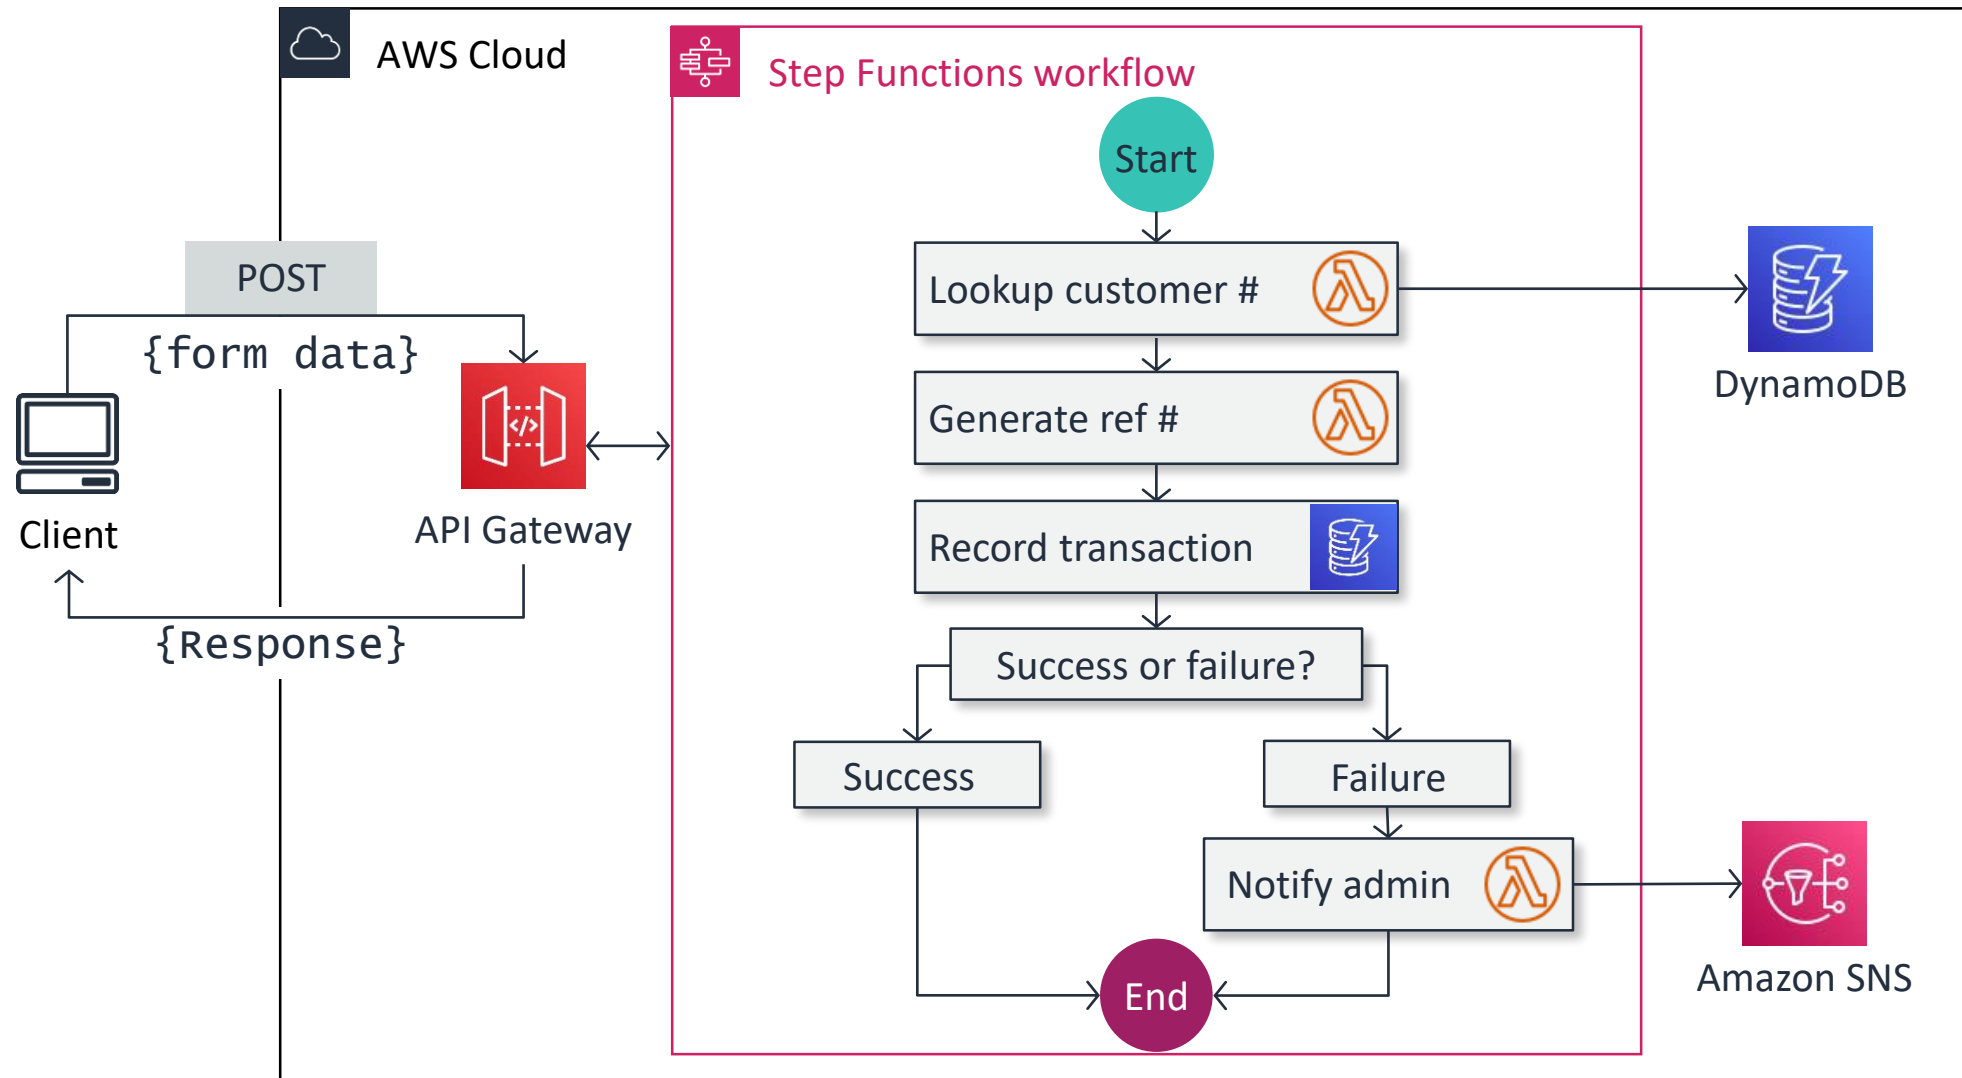 AWS Cloud
Step Functions workflow
Start
POST
{form data}
Client
API Gateway
{Response}
Lookup customer #
DynamoDB
Generate ref #
Record transaction
Success or failure?
Success
Failure
Notify admin
Amazon SNS
End